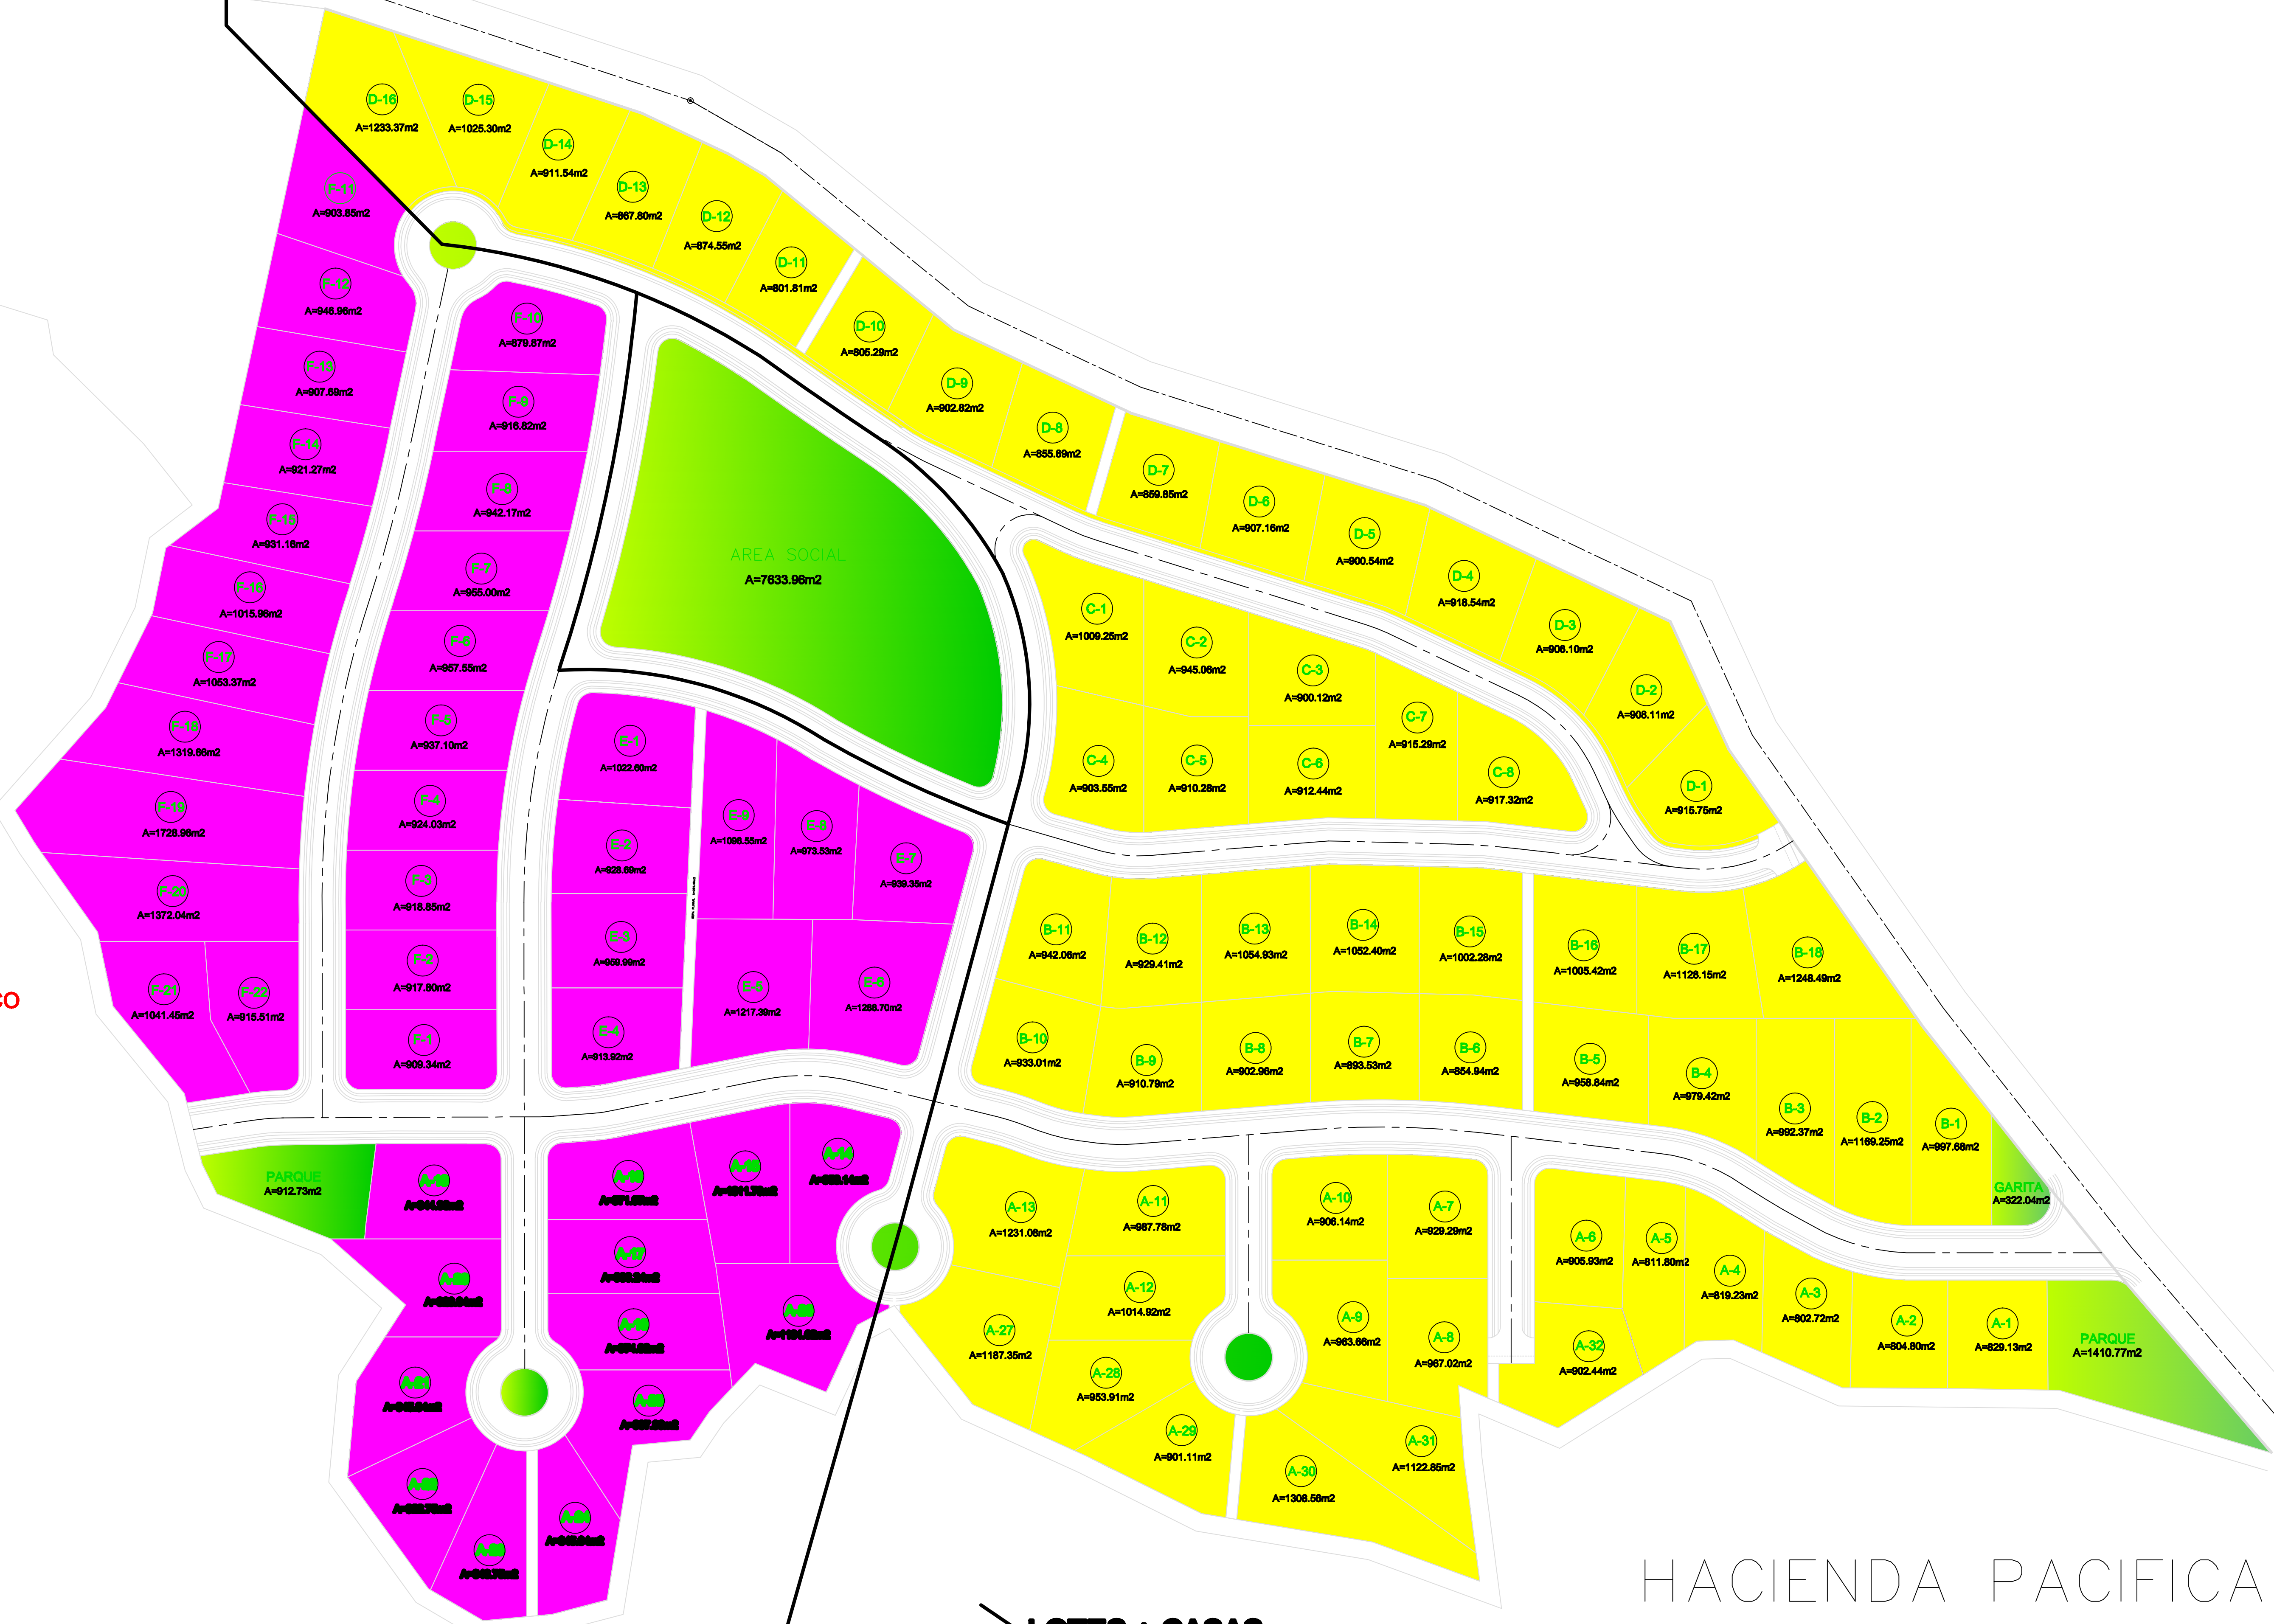 D-16
A=1233.37m2
D-15
A=1025.30m2
D-14
A=911.54m2
D-13
A=867.80m2
D-12
A=874.55m2
D-11
A=801.81m2
D-10
A=805.29m2
D-9
A=902.82m2
D-8
A=855.69m2
D-7
A=859.85m2
D-6
A=907.16m2
D-5
A=900.54m2
D-4
A=918.54m2
D-3
A=906.10m2
D-2
A=908.11m2
D-1
A=915.75m2
F-11
A=903.85m2
F-12
A=948.98m2
F-13
A=907.69m2
F-14
A=921.27m2
F-15
A=931.16m2
F-16
A=1015.96m2
F-17
A=1053.37m2
F-18
A=1319.66m2
F-19
A=1728.98m2
F-20
A=1372.04m2
F-21
A=1041.45m2
F-22
A=915.51m2
F-10
A=879.87m2
F-9
A=916.82m2
F-8
A=942.17m2
F-7
A=955.00m2
F-6
A=957.55m2
F-5
A=937.10m2
F-4
A=924.03m2
F-3
A=918.85m2
F-2
A=917.80m2
F-1
A=909.34m2
AREA SOCIAL
A=7633.96m2
E-1
A=1022.60m2
E-2
A=928.69m2
E-3
A=959.99m2
E-4
A=913.92m2
E-9
A=1098.55m2
E-8
A=973.53m2
E-7
A=939.35m2
E-5
A=1217.39m2
E-6
A=1288.70m2
C-1
A=1009.25m2
C-2
A=945.06m2
C-3
A=900.12m2
C-4
A=903.55m2
C-5
A=910.28m2
C-6
A=912.44m2
C-7
A=915.29m2
C-8
A=917.32m2
B-11
A=942.06m2
B-12
A=929.41m2
B-13
A=1054.93m2
B-14
A=1052.40m2
B-15
A=1002.28m2
B-16
A=1005.42m2
B-17
A=1128.15m2
B-18
A=1248.49m2
B-10
A=933.01m2
B-9
A=910.79m2
B-8
A=902.96m2
B-7
A=893.53m2
B-6
A=854.94m2
B-5
A=958.84m2
B-4
A=979.42m2
B-3
A=992.37m2
B-2
A=1169.25m2
B-1
A=997.68m2
GARITA
A=322.04m2
PARQUE
A=912.73m2
A-13
A=1231.08m2
A-11
A=987.78m2
A-12
A=1014.92m2
A-27
A=1187.35m2
A-28
A=953.91m2
A-29
A=901.11m2
A-10
A=906.14m2
A-7
A=929.29m2
A-9
A=963.66m2
A-8
A=967.02m2
A-30
A=1308.56m2
A-31
A=1122.85m2
A-6
A=905.93m2
A-5
A=811.80m2
A-32
A=902.44m2
A-4
A=819.23m2
A-3
A=802.72m2
A-2
A=804.80m2
A-1
A=829.13m2
PARQUE
A=1410.77m2
CO
HACIENDA PACIFICA
LOTES + CASAS